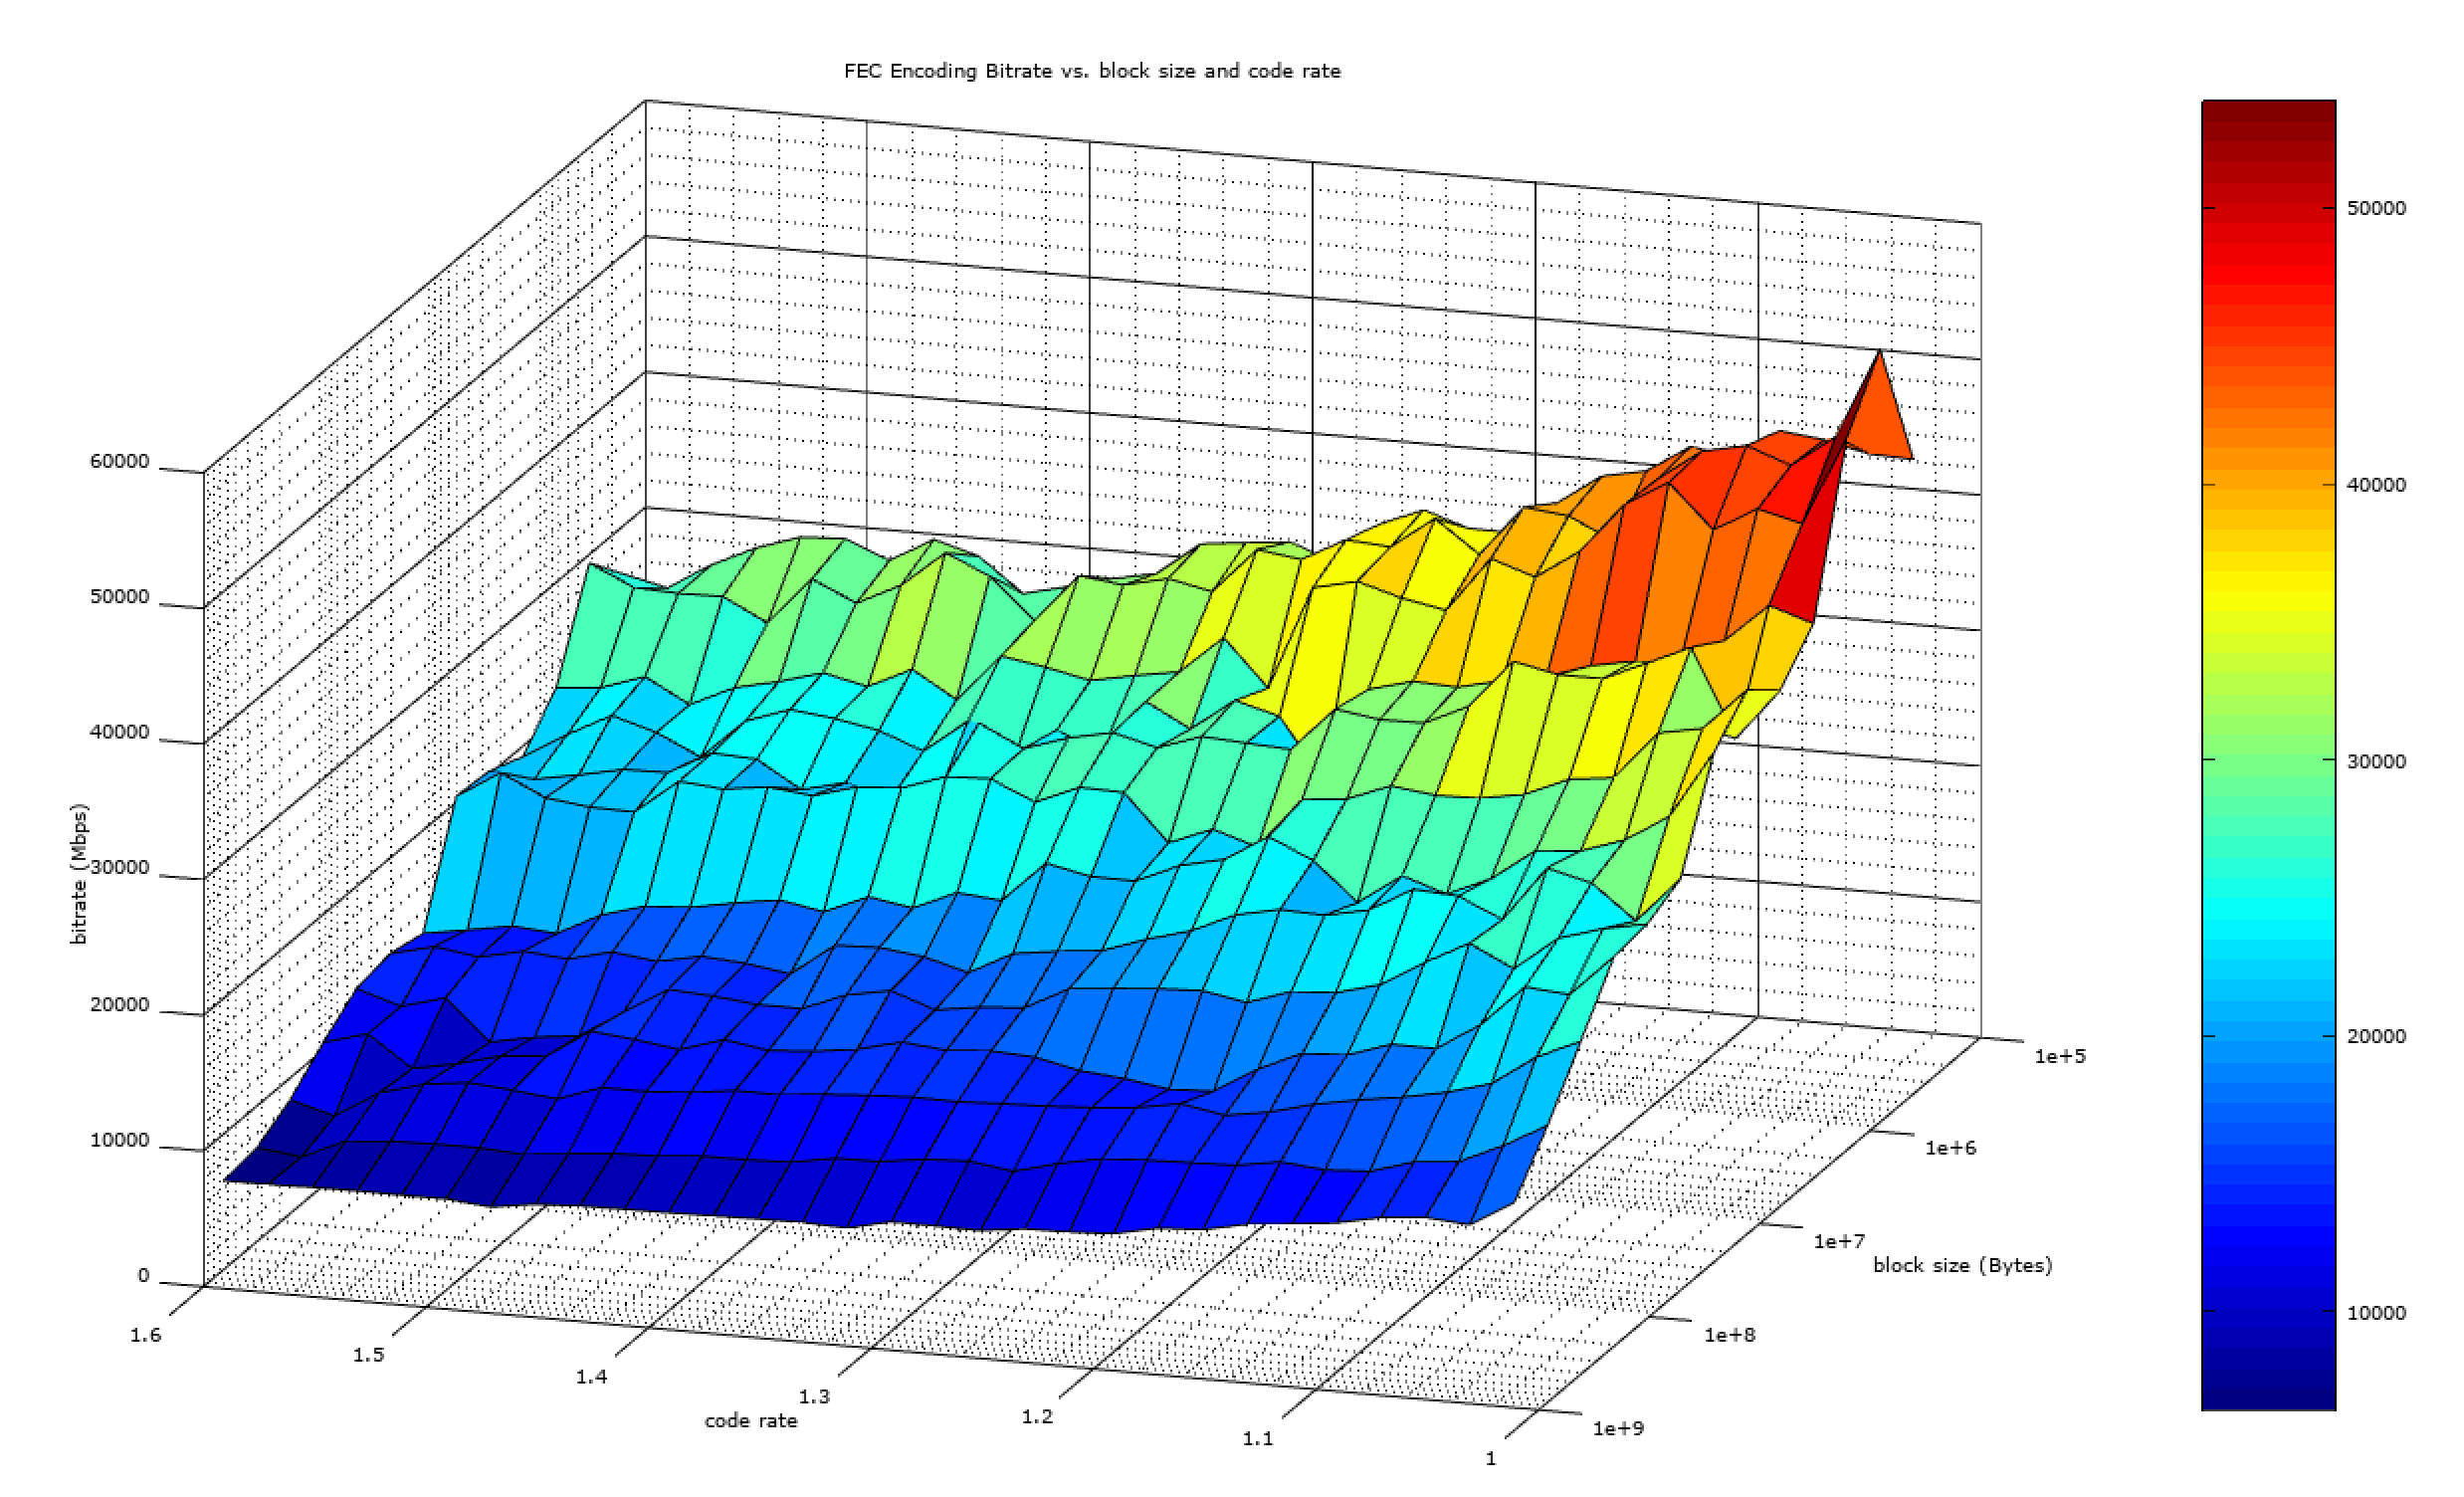 FEC Encoding Bitrate vs. block size and code rate
60000
50000
40000
30000
20000
10000
0
bitrate (Mbps)
1.6
1.5
1.4
1.3
1.2
1.1
1
code rate
1e+5
1e+6
1e+7
1e+8
1e+9
block size (Bytes)
50000
40000
30000
20000
10000